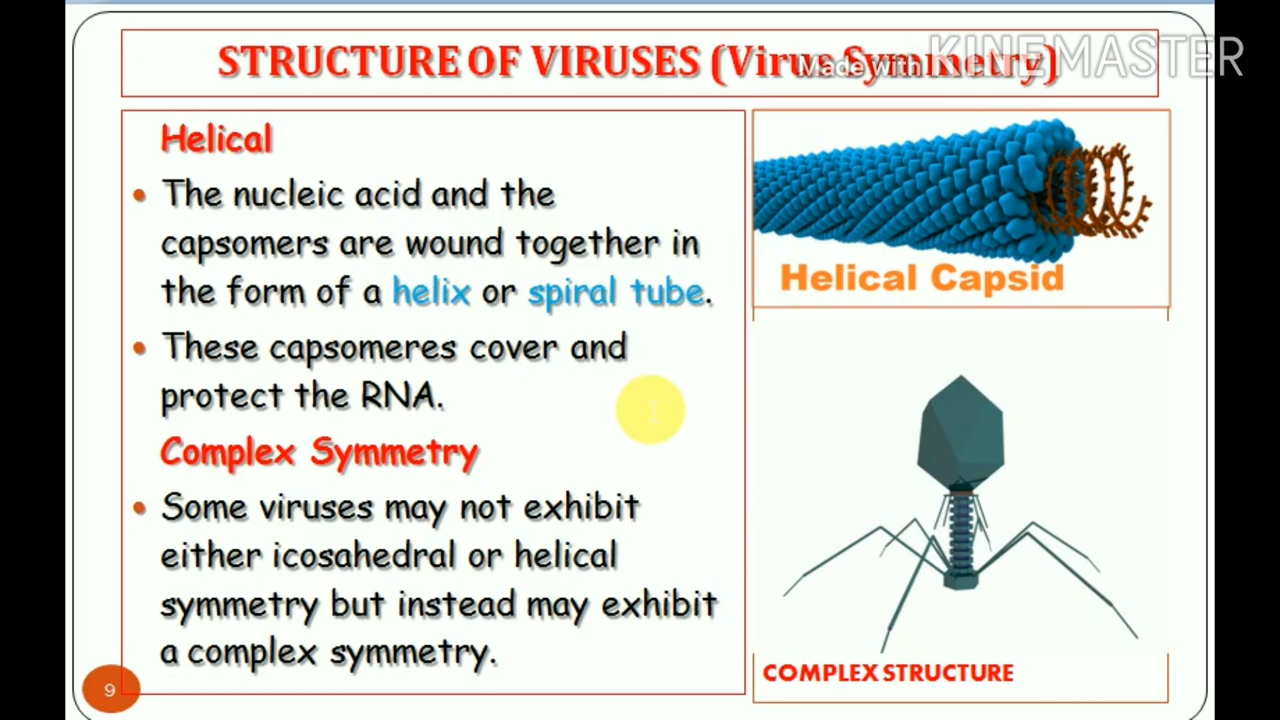 STRUCTURE OF VIRUSES (Virus Symmetry)
Made with KINEMASTER
Helical
• The nucleic acid and the
capsomers are wound together in
the form of a helix or spiral tube.
• These capsomeres cover and
protect the RNA.
Complex Symmetry
• Some viruses may not exhibit
either icosahedral or helical
symmetry but instead may exhibit
a complex symmetry.
Helical Capsid
COMPLEX STRUCTURE
9